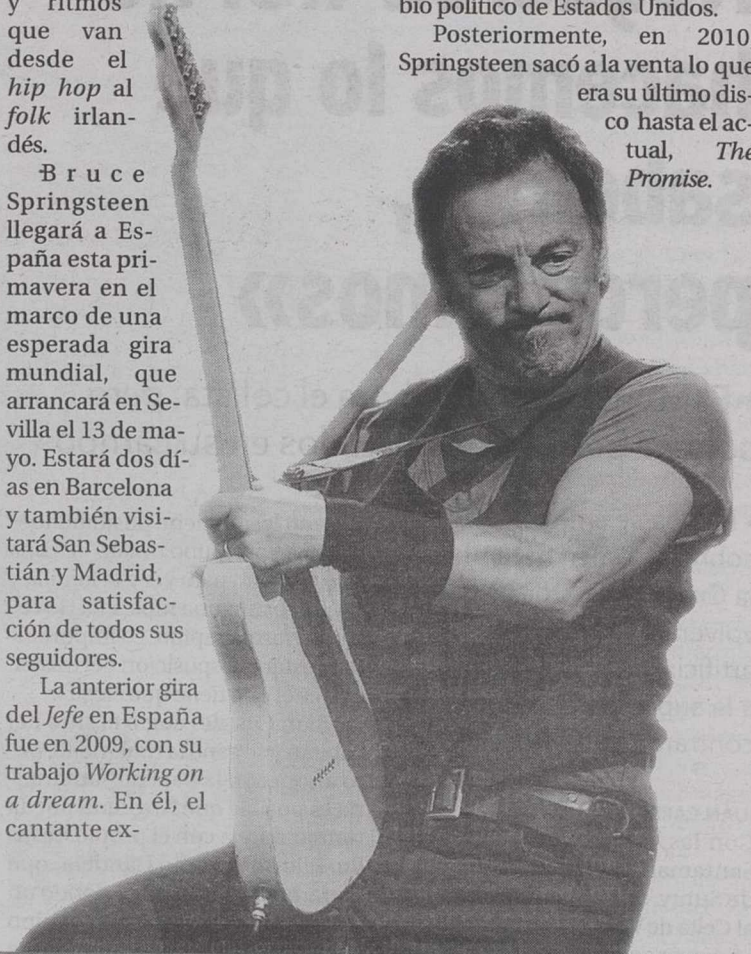 y ritmos
que van
desde el
hip hop al
folk irlan-
dés.
Bruce
Springsteen
llegará a Es-
paña esta pri-
mavera en el
marco de una
esperada gira
mundial, que
arrancará en Se-
villa el 13 de ma-
yo. Estará dos dí-
as en Barcelona
y también visi-
tará San Sebas-
tián y Madrid,
para satisfac-
ción de todos sus
seguidores.
La anterior gira
del Jefe en España
fue en 2009, con su
trabajo Working on
a dream. En él, el
cantante ex-
bio político de Estados Unidos.
Posteriormente, en 2010
Springsteen sacó a la venta lo que
era su último dis-
co hasta el ac-
tual, The
Promise.